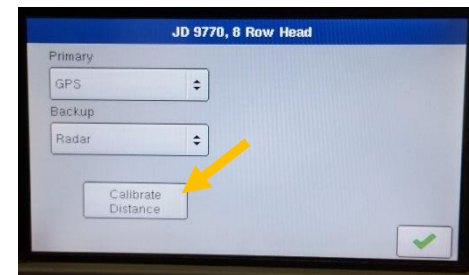 JD 9770, 8 Row Head
Primary
GPS
Backup
Radar
Calibrate
Distance